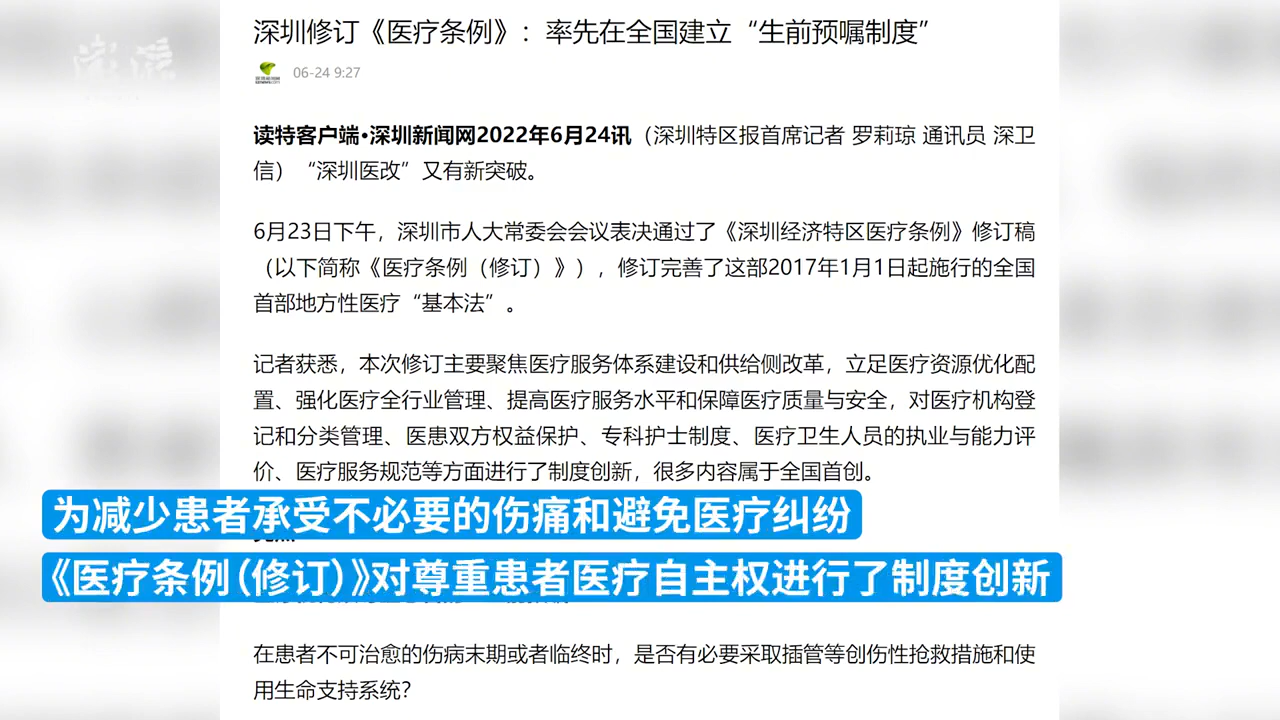 深圳修订《医疗条例》：率先在全国建立“生前预嘱制度”
澎湃
06-24 9:27
读特客户端•深圳新闻网2022年6月24讯（深圳特区报首席记者 罗莉琼 通讯员 深卫
信）“深圳医改”又有新突破。
6月23日下午，深圳市人大常委会会议表决通过了《深圳经济特区医疗条例》修订稿
（以下简称《医疗条例（修订）》），修订完善了这部2017年1月1日起施行的全国
首部地方性医疗“基本法”。
记者获悉，本次修订主要聚焦医疗服务体系建设和供给侧改革，立足医疗资源优化配
置、强化医疗全行业管理、提高医疗服务水平和保障医疗质量与安全，对医疗机构登
记和分类管理、医患双方权益保护、专科护士制度、医疗卫生人员的执业与能力评
价、医疗服务规范等方面进行了制度创新，很多内容属于全国首创。
为减少患者承受不必要的伤痛和避免医疗纠纷
《医疗条例（修订）》对尊重患者医疗自主权进行了制度创新
在患者不可治愈的伤病末期或者临终时，是否有必要采取插管等创伤性抢救措施和使
用生命支持系统？